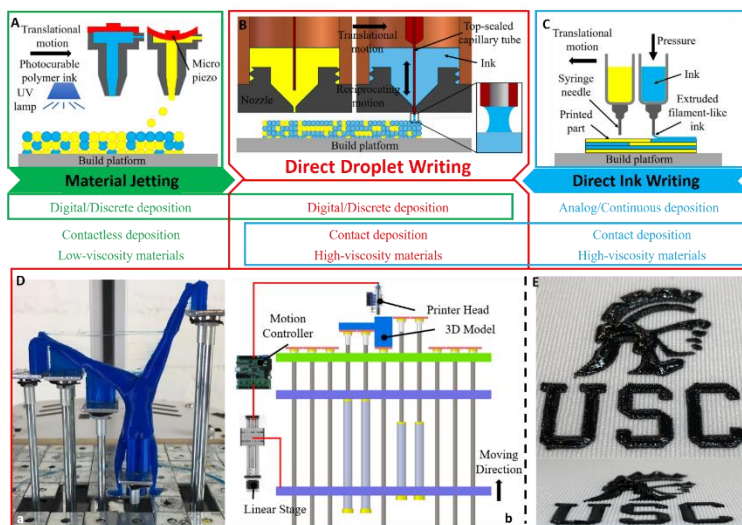 A
Translational
motion
Photocurable
polymer ink
UV
lamp
Micro
piezo
Build platform
Material Jetting
B
Translational
motion
Top-sealed
capillary tube
Ink
Reciprocating
motion
Nozzle
Build platform
Direct Droplet Writing
C
Translational
motion
Pressure
Syringe
needle
Ink
Printed
part
Extruded
filament-like
ink
Build platform
Direct Ink Writing
Digital/Discrete deposition
Digital/Discrete deposition
Analog/Continuous deposition
Contactless deposition
Contact deposition
Contact deposition
Low-viscosity materials
High-viscosity materials
High-viscosity materials
D
a
Motion
Controller
Printer Head
3D Model
Moving
Direction
Linear Stage
b
E
USC
USC